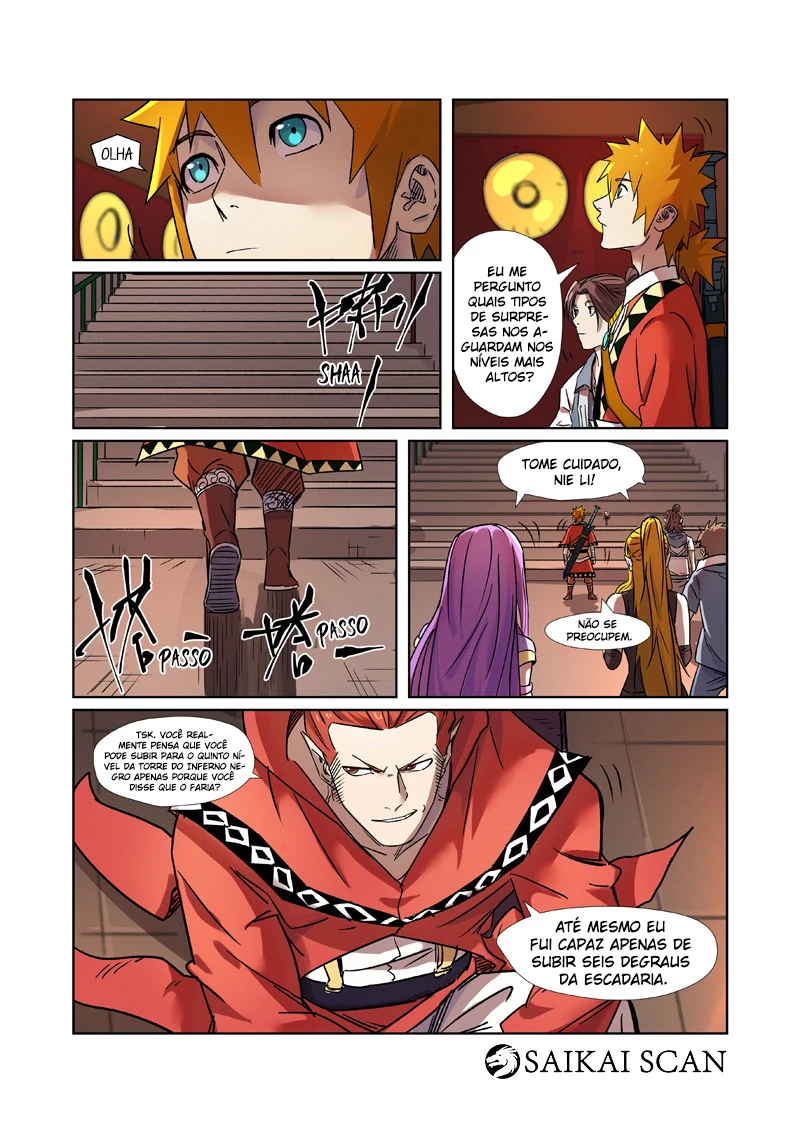 OLHA
EU ME
PERGUNTO
QUAIS TIPOS
DE SURPRE-
SAS NOS A-
GUARDAM NOS
NÍVEIS MAIS
ALTOS?
SHAA
PASSO
PASSO
TOME CUIDADO,
NIE LI!
NÃO SE
PREOCUPEM.
TSK. VOCÊ REAL-
MENTE PENSA QUE VOCÊ
PODE SUBIR PARA O QUINTO NÍ-
VEL DA TORRE DO INFERNO NE-
GRO APENAS PORQUE VOCÊ
DISSE QUE O FARIA?
ATÉ MESMO EU
FUI CAPAZ APENAS DE
SUBIR SEIS DEGRAUS
DA ESCADARIA.
SAIKAI SCAN